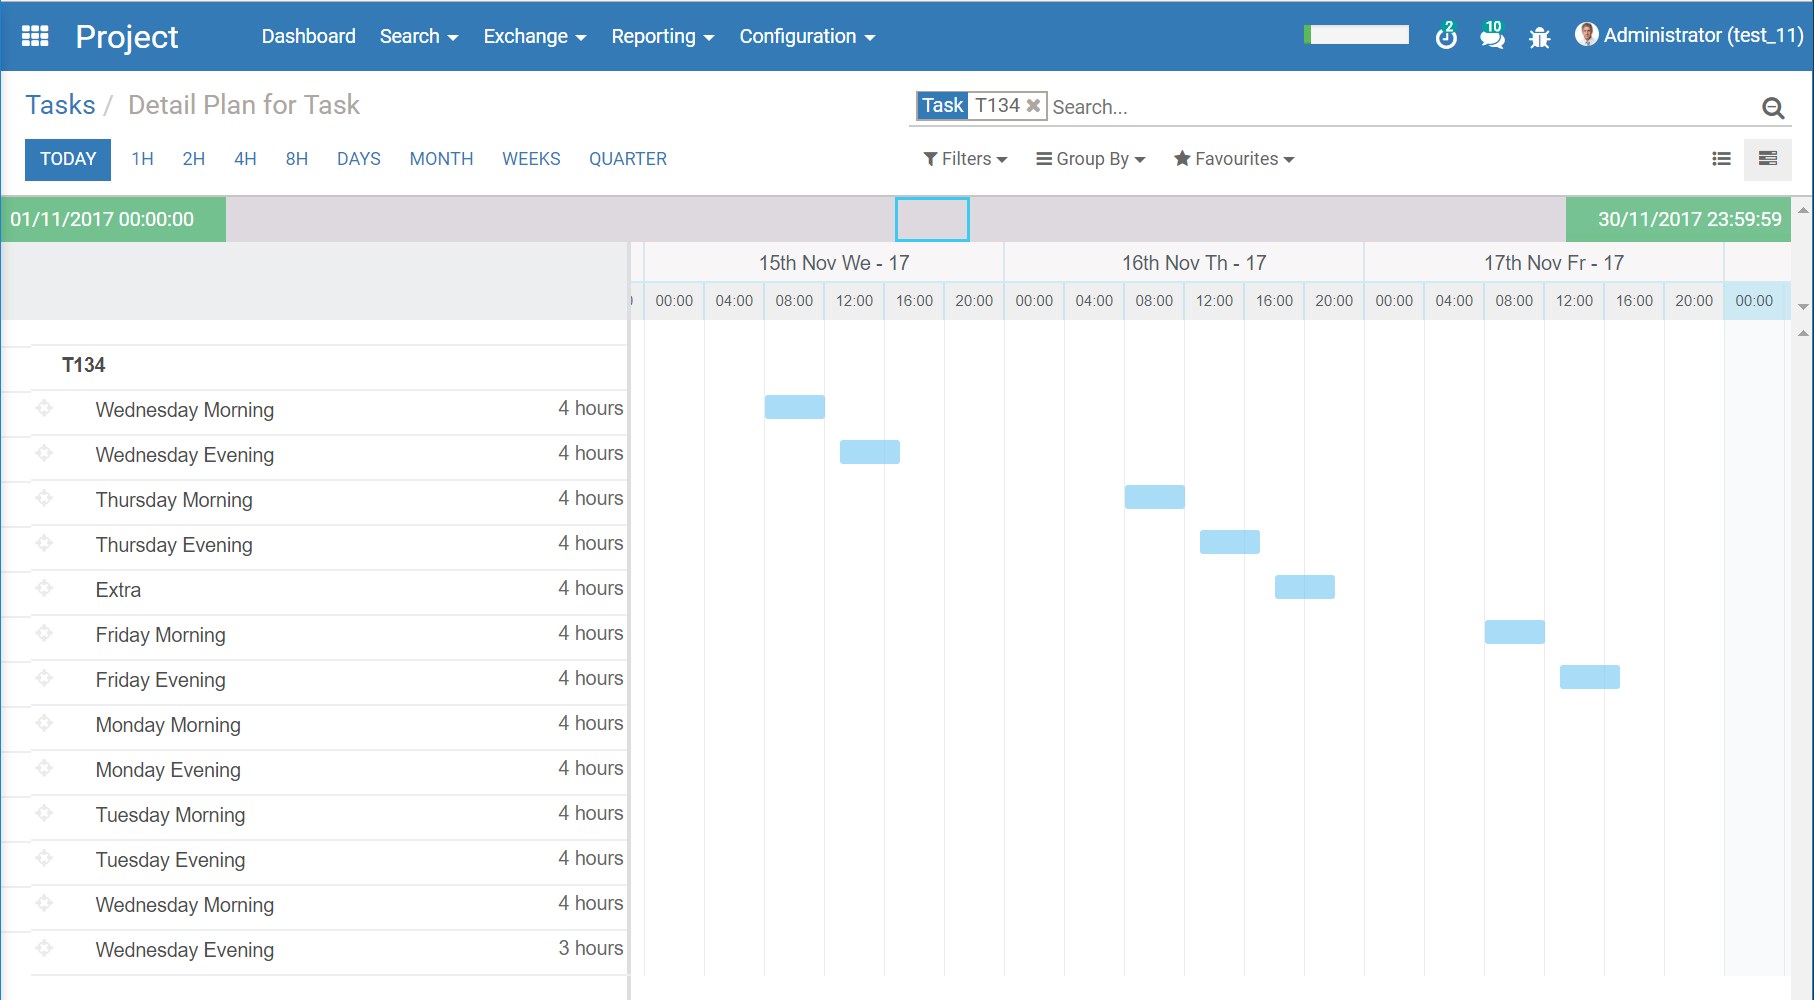 Project Dashboard Search Exchange Reporting Configuration 2 10 Administrator (test_11)
Tasks / Detail Plan for Task
Task T134 Search...
TODAY 1H 2H 4H 8H DAYS MONTH WEEKS QUARTER
Filters Group By Favourites
01/11/2017 00:00:00 30/11/2017 23:59:59
15th Nov We - 17 16th Nov Th - 17 17th Nov Fr - 17
00:00 04:00 08:00 12:00 16:00 20:00 00:00 04:00 08:00 12:00 16:00 20:00 00:00 04:00 08:00 12:00 16:00 20:00 00:00
T134
Wednesday Morning 4 hours
Wednesday Evening 4 hours
Thursday Morning 4 hours
Thursday Evening 4 hours
Extra 4 hours
Friday Morning 4 hours
Friday Evening 4 hours
Monday Morning 4 hours
Monday Evening 4 hours
Tuesday Morning 4 hours
Tuesday Evening 4 hours
Wednesday Morning 4 hours
Wednesday Evening 3 hours